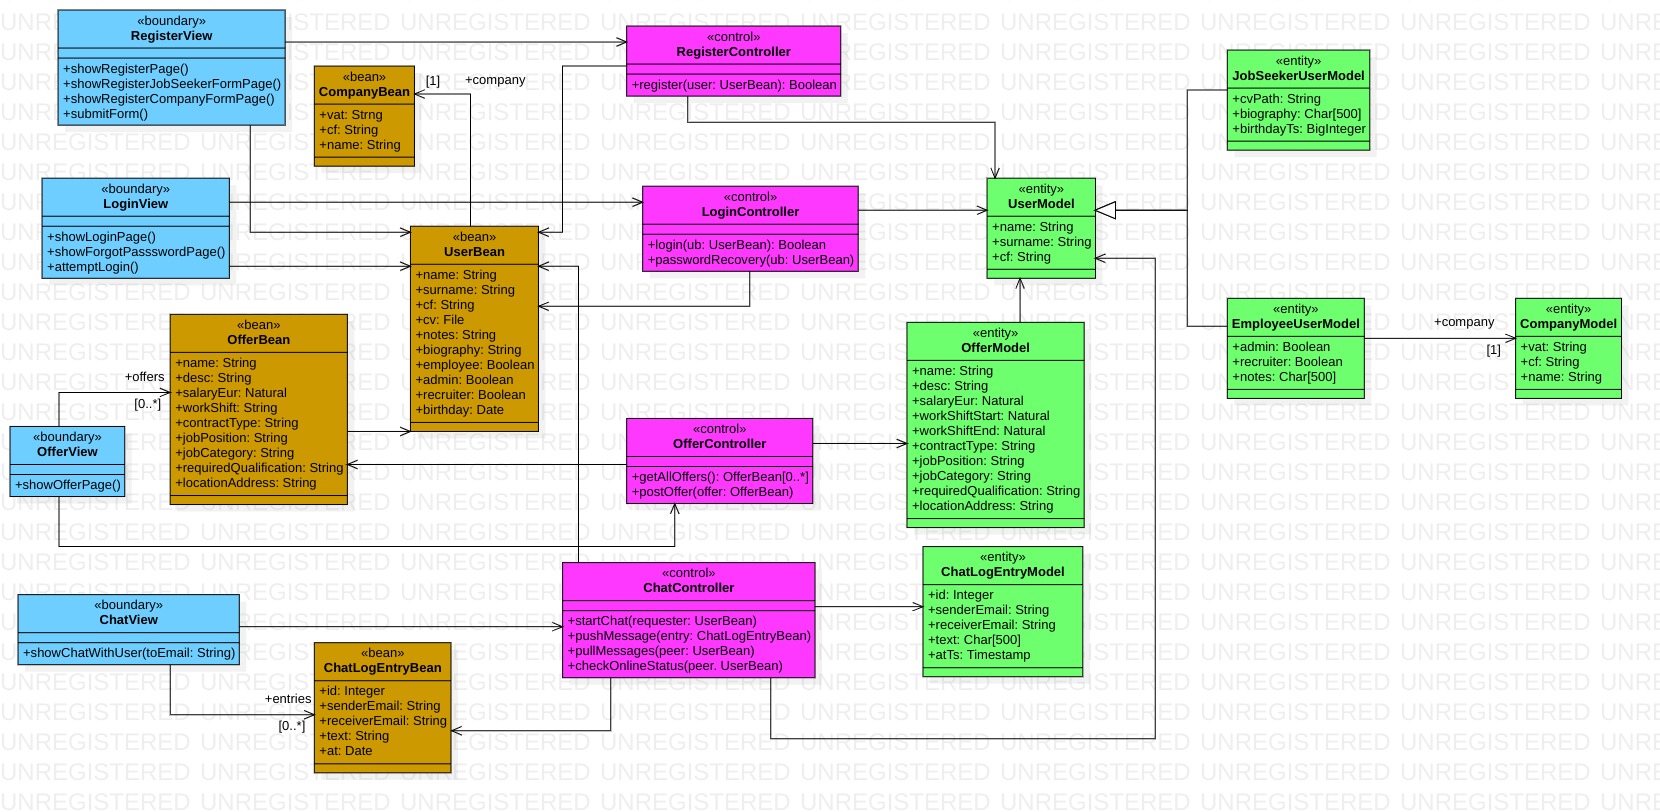 «boundary»
RegisterView
+showRegisterPage()
+showRegisterJobSeekerFormPage()
+showRegisterCompanyFormPage()
+submitForm()
«bean»
CompanyBean
+vat: Strng
+cf: String
+name: String
[1]
+company
«control»
RegisterController
+register(user: UserBean): Boolean
«entity»
JobSeekerUserModel
+cvPath: String
+biography: Char[500]
+birthdayTs: BigInteger
«boundary»
LoginView
+showLoginPage()
+showForgotPassswordPage()
+attemptLogin()
«control»
LoginController
+login(ub: UserBean): Boolean
+passwordRecovery(ub: UserBean)
«entity»
UserModel
+name: String
+surname: String
+cf: String
«bean»
UserBean
+name: String
+surname: String
+cf: String
+cv: File
+notes: String
+biography: String
+employee: Boolean
+admin: Boolean
+recruiter: Boolean
+birthday: Date
«bean»
OfferBean
+name: String
+desc: String
+salaryEur: Natural
+workShift: String
+contractType: String
+jobPosition: String
+jobCategory: String
+requiredQualification: String
+locationAddress: String
«entity»
OfferModel
+name: String
+desc: String
+salaryEur: Natural
+workShiftStart: Natural
+workShiftEnd: Natural
+contractType: String
+jobPosition: String
+jobCategory: String
+requiredQualification: String
+locationAddress: String
«entity»
EmployeeUserModel
+admin: Boolean
+recruiter: Boolean
+notes: Char[500]
+company
[1]
«entity»
CompanyModel
+vat: String
+cf: String
+name: String
+offers
[0..*]
«boundary»
OfferView
+showOfferPage()
«control»
OfferController
+getAllOffers(): OfferBean[0..*]
+postOffer(offer: OfferBean)
«boundary»
ChatView
+showChatWithUser(toEmail: String)
+entries
[0..*]
«bean»
ChatLogEntryBean
+id: Integer
+senderEmail: String
+receiverEmail: String
+text: String
+at: Date
«control»
ChatController
+startChat(requester: UserBean)
+pushMessage(entry: ChatLogEntryBean)
+pullMessages(peer: UserBean)
+checkOnlineStatus(peer. UserBean)
«entity»
ChatLogEntryModel
+id: Integer
+senderEmail: String
+receiverEmail: String
+text: Char[500]
+atTs: Timestamp
UNREGISTERED